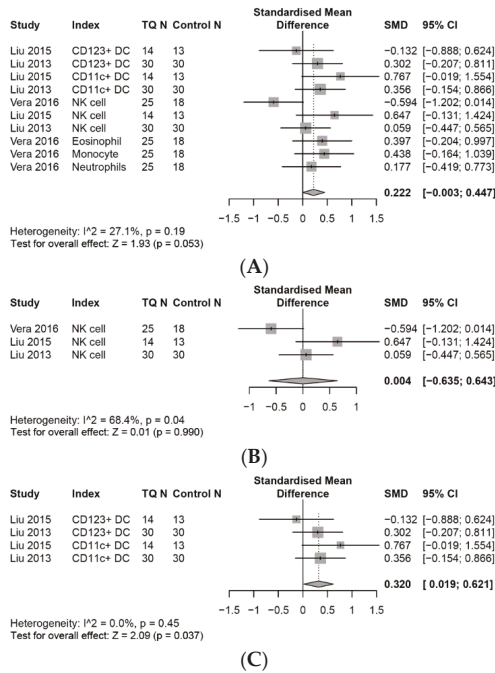 Standardised Mean
Study Index TQ N Control N Difference SMD 95% CI
Liu 2015 CD123+ DC 14 13 −0.132 [−0.888; 0.624]
Liu 2013 CD123+ DC 30 30 0.302 [−0.207; 0.811]
Liu 2015 CD11c+ DC 14 13 0.767 [−0.019; 1.554]
Liu 2013 CD11c+ DC 30 30 0.356 [−0.154; 0.866]
Vera 2016 NK cell 25 18 −0.594 [−1.202; 0.014]
Liu 2015 NK cell 14 13 0.647 [−0.131; 1.424]
Liu 2013 NK cell 30 30 0.059 [−0.447; 0.565]
Vera 2016 Eosinophil 25 18 0.397 [−0.204; 0.997]
Vera 2016 Monocyte 25 18 0.438 [−0.164; 1.039]
Vera 2016 Neutrophils 25 18 0.177 [−0.419; 0.773]
0.222 [−0.003; 0.447]
−1.5 −1 −0.5 0 0.5 1 1.5
Heterogeneity: I^2 = 27.1%, p = 0.19
Test for overall effect: Z = 1.93 (p = 0.053)
(A)
Standardised Mean
Study Index TQ N Control N Difference SMD 95% CI
Vera 2016 NK cell 25 18 −0.594 [−1.202; 0.014]
Liu 2015 NK cell 14 13 0.647 [−0.131; 1.424]
Liu 2013 NK cell 30 30 0.059 [−0.447; 0.565]
0.004 [−0.635; 0.643]
−1 −0.5 0 0.5 1
Heterogeneity: I^2 = 68.4%, p = 0.04
Test for overall effect: Z = 0.01 (p = 0.990)
(B)
Standardised Mean
Study Index TQ N Control N Difference SMD 95% CI
Liu 2015 CD123+ DC 14 13 −0.132 [−0.888; 0.624]
Liu 2013 CD123+ DC 30 30 0.302 [−0.207; 0.811]
Liu 2015 CD11c+ DC 14 13 0.767 [−0.019; 1.554]
Liu 2013 CD11c+ DC 30 30 0.356 [−0.154; 0.866]
0.320 [ 0.019; 0.621]
−1.5 −1 −0.5 0 0.5 1 1.5
Heterogeneity: I^2 = 0.0%, p = 0.45
Test for overall effect: Z = 2.09 (p = 0.037)
(C)